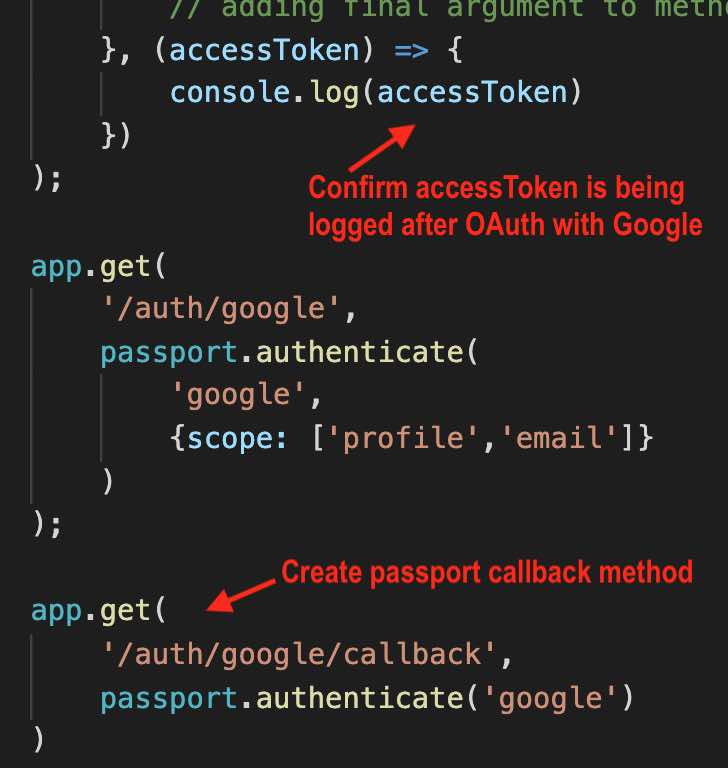 // adding final argument to meth
}, (accessToken) => {
console.log(accessToken)
})
);
Confirm accessToken is being
logged after OAuth with Google
app.get(
'/auth/google',
passport.authenticate(
'google',
{scope: ['profile','email']}
)
);
Create passport callback method
app.get(
'/auth/google/callback',
passport.authenticate('google')
)